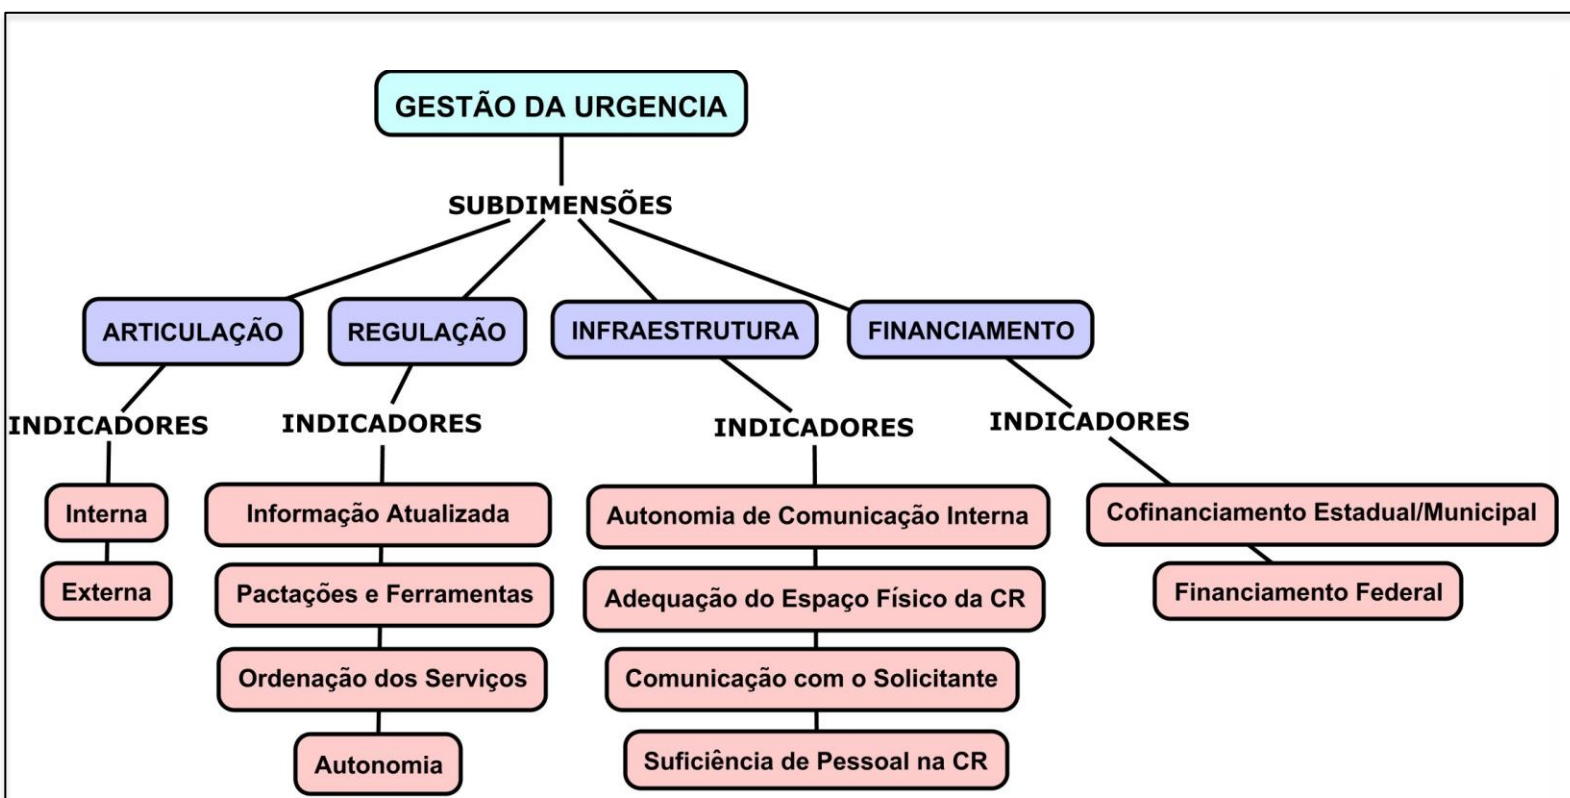 GESTÃO DA URGENCIA
SUBDIMENSÕES
ARTICULAÇÃO
REGULAÇÃO
INFRAESTRUTURA
FINANCIAMENTO
INDICADORES
INDICADORES
INDICADORES
INDICADORES
Interna
Externa
Informação Atualizada
Pactações e Ferramentas
Ordenação dos Serviços
Autonomia
Autonomia de Comunicação Interna
Adequação do Espaço Físico da CR
Comunicação com o Solicitante
Suficiência de Pessoal na CR
Cofinanciamento Estadual/Municipal
Financiamento Federal